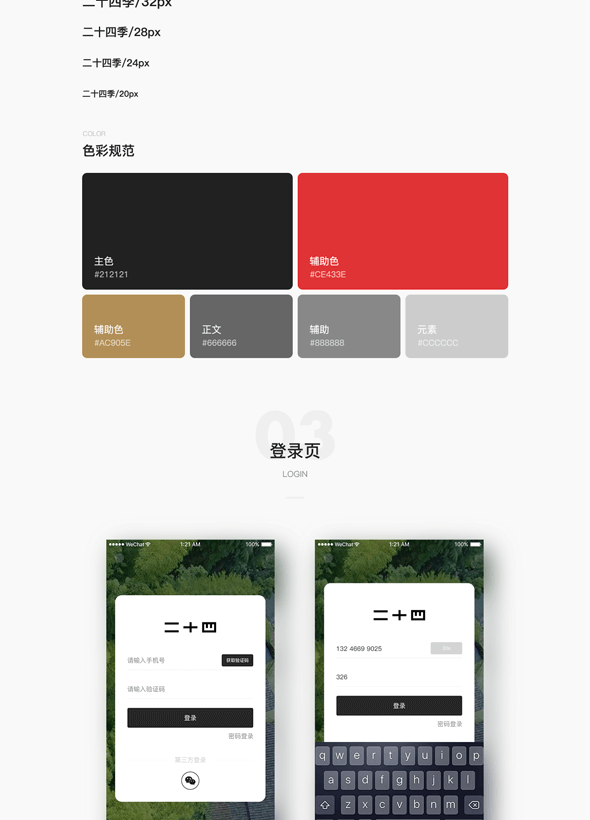 二十四季/32px
二十四季/28px
二十四季/24px
二十四季/20px
COLOR
色彩规范
主色
#212121
辅助色
#CE433E
辅助色
#AC905E
正文
#666666
辅助
#888888
元素
#CCCCCC
03
登录页
LOGIN
WeChat 1:21 AM 100%
二十四
请输入手机号 获取验证码
请输入验证码
登录
密码登录
第三方登录
WeChat 1:21 AM 100%
二十四
132 4669 9025
326
登录
密码登录
q w e r t y u i o p
a s d f g h j k l
z x c v b n m